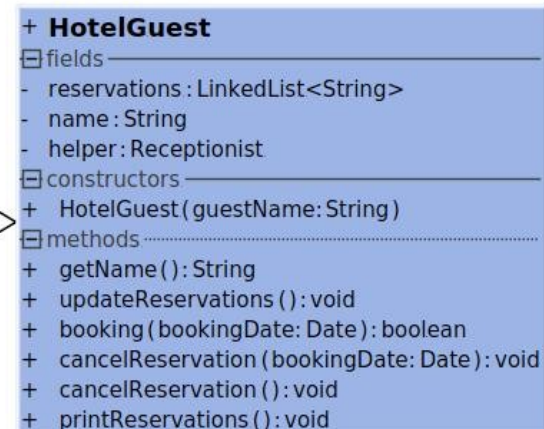 + HotelGuest
fields
- reservations : LinkedList<String>
- name : String
- helper : Receptionist
constructors
+ HotelGuest(guestName: String)
methods
+ getName() : String
+ updateReservations() : void
+ booking(bookingDate: Date) : boolean
+ cancelReservation(bookingDate: Date) : void
+ cancelReservation() : void
+ printReservations() : void